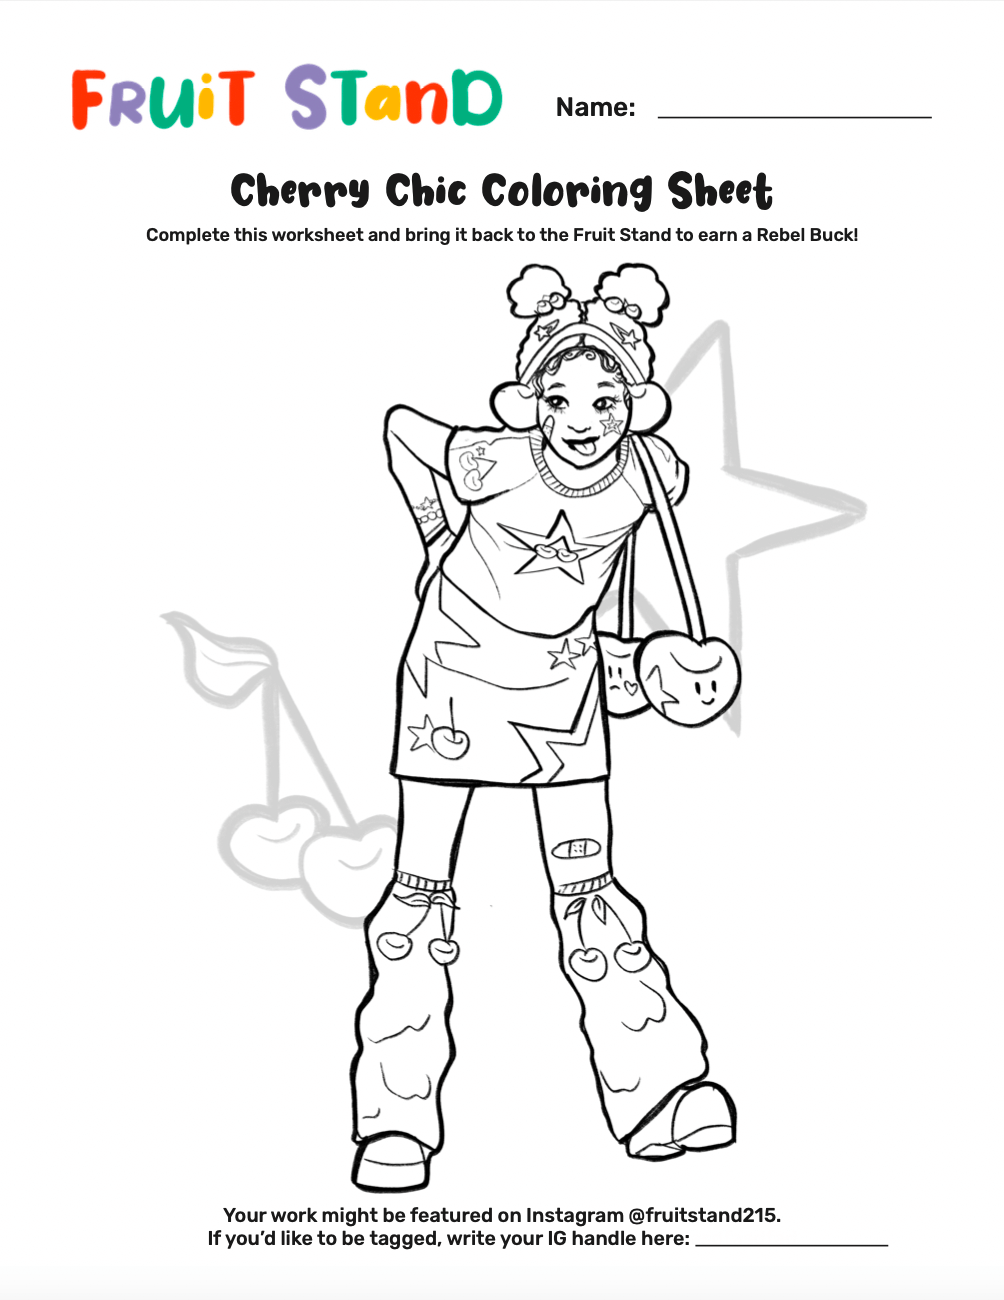 FRUiT STanD
Name:
Cherry Chic Coloring Sheet
Complete this worksheet and bring it back to the Fruit Stand to earn a Rebel Buck!
Your work might be featured on Instagram @fruitstand215.
If you’d like to be tagged, write your IG handle here: